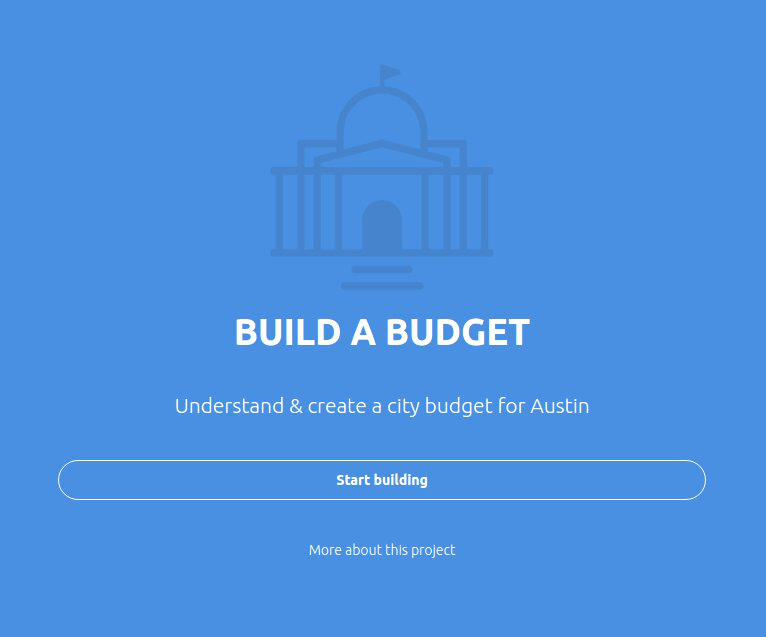 BUILD A BUDGET
Understand & create a city budget for Austin
Start building
More about this project